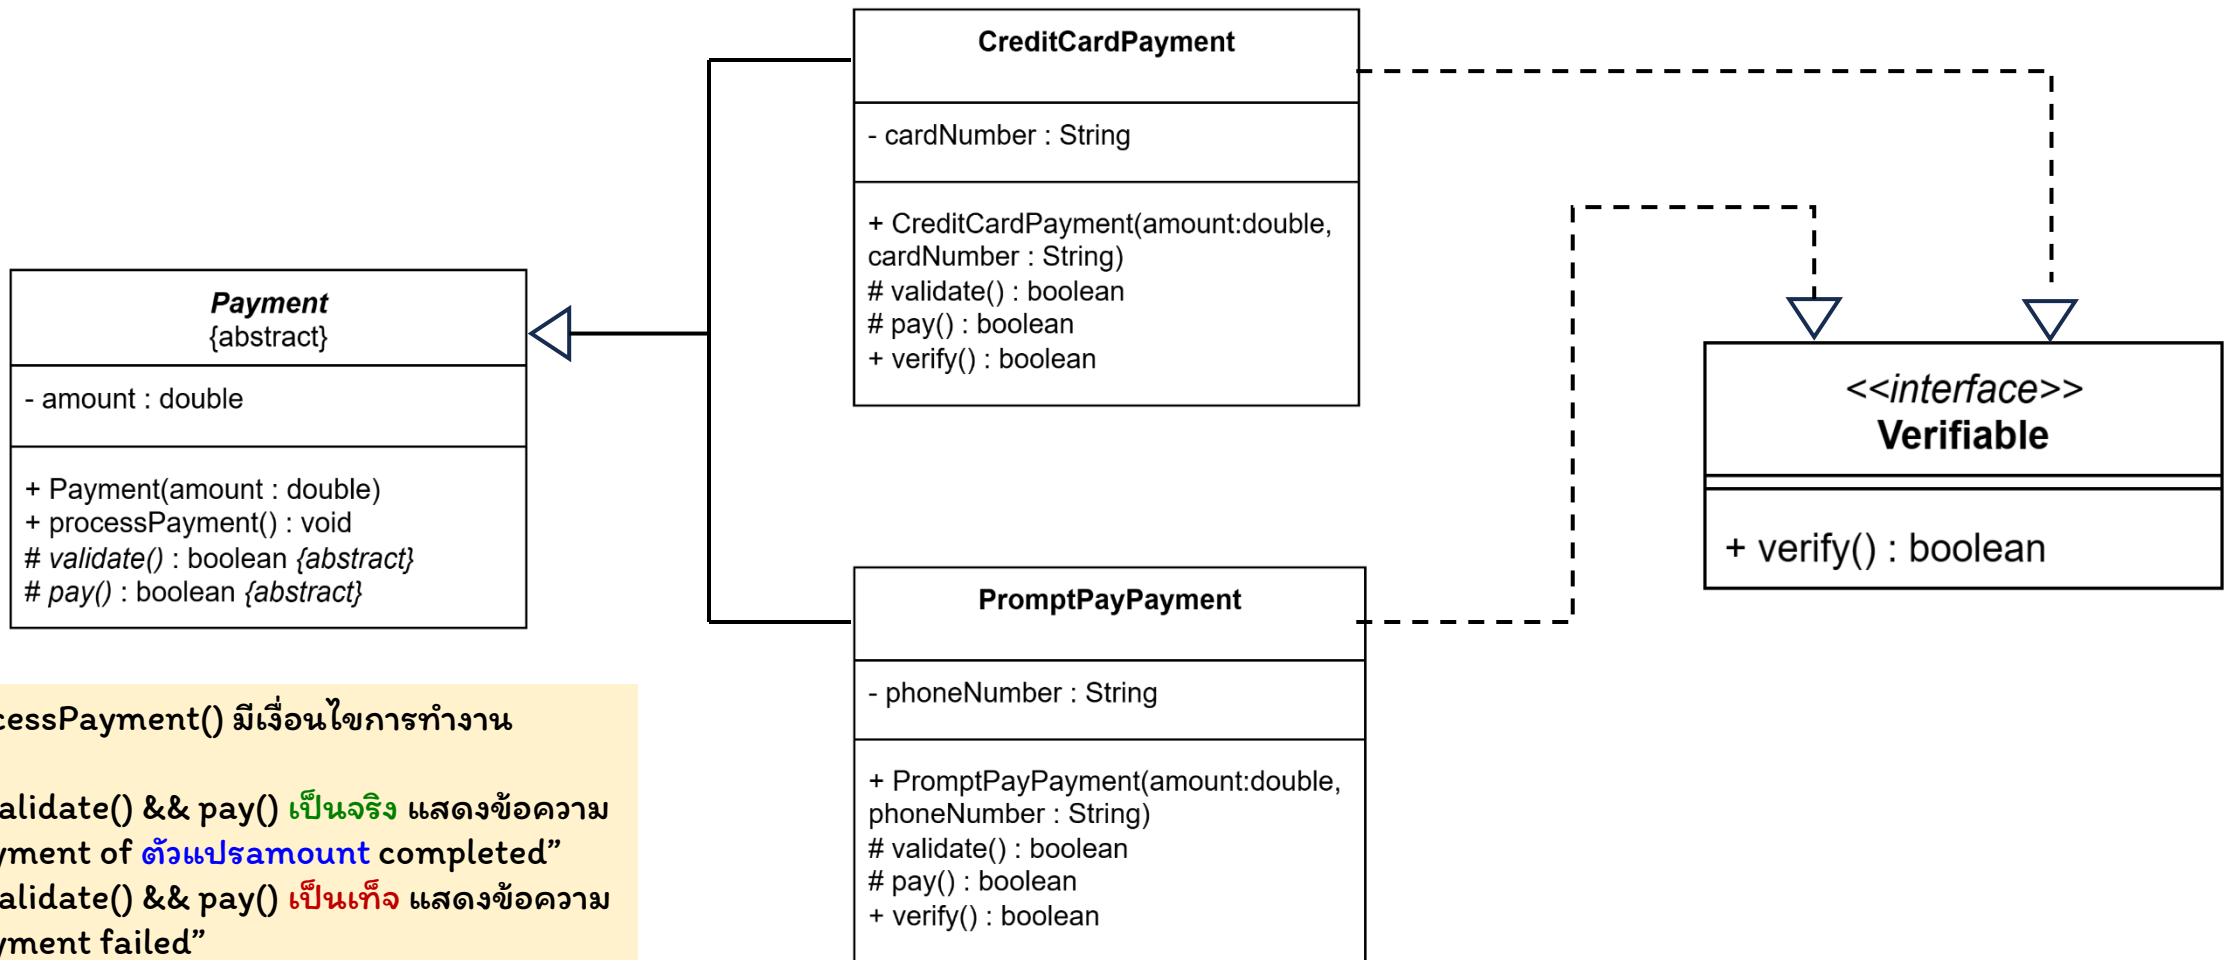 CreditCardPayment
- cardNumber : String
+ CreditCardPayment(amount:double,
cardNumber : String)
# validate() : boolean
# pay() : boolean
+ verify() : boolean
Payment
{abstract}
- amount : double
+ Payment(amount : double)
+ processPayment() : void
# validate() : boolean {abstract}
# pay() : boolean {abstract}
<<interface>>
Verifiable
+ verify() : boolean
PromptPayPayment
- phoneNumber : String
+ PromptPayPayment(amount:double,
phoneNumber : String)
# validate() : boolean
# pay() : boolean
+ verify() : boolean
cessPayment() มีเงื่อนไขการทำงาน
alidate() && pay() เป็นจริง แสดงข้อความ
yment of ตัวแปรamount completed”
alidate() && pay() เป็นเท็จ แสดงข้อความ
yment failed”